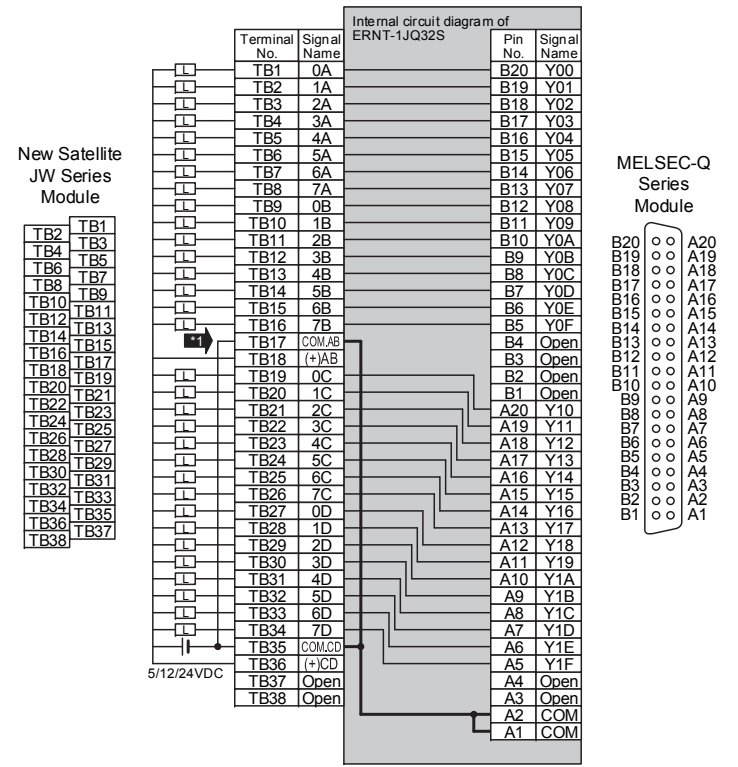 Internal circuit diagram of
ERNT-1JQ32S
Terminal No. Signal Name Pin No. Signal Name
L TB1 0A B20 Y00
L TB2 1A B19 Y01
L TB3 2A B18 Y02
L TB4 3A B17 Y03
L TB5 4A B16 Y04
L TB6 5A B15 Y05
L TB7 6A B14 Y06
L TB8 7A B13 Y07
L TB9 0B B12 Y08
L TB10 1B B11 Y09
L TB11 2B B10 Y0A
L TB12 3B B9 Y0B
L TB13 4B B8 Y0C
L TB14 5B B7 Y0D
L TB15 6B B6 Y0E
L TB16 7B B5 Y0F
*1 TB17 COM.AB B4 Open
TB18 (+)AB B3 Open
L TB19 0C B2 Open
L TB20 1C B1 Open
L TB21 2C A20 Y10
L TB22 3C A19 Y11
L TB23 4C A18 Y12
L TB24 5C A17 Y13
L TB25 6C A16 Y14
L TB26 7C A15 Y15
L TB27 0D A14 Y16
L TB28 1D A13 Y17
L TB29 2D A12 Y18
L TB30 3D A11 Y19
L TB31 4D A10 Y1A
L TB32 5D A9 Y1B
L TB33 6D A8 Y1C
L TB34 7D A7 Y1D
TB35 COM.CD A6 Y1E
TB36 (+)CD A5 Y1F
TB37 Open A4 Open
TB38 Open A3 Open
A2 COM
A1 COM
5/12/24VDC
New Satellite
JW Series
Module
TB1
TB2
TB3
TB4
TB5
TB6
TB7
TB8
TB9
TB10
TB11
TB12
TB13
TB14
TB15
TB16
TB17
TB18
TB19
TB20
TB21
TB22
TB23
TB24
TB25
TB26
TB27
TB28
TB29
TB30
TB31
TB32
TB33
TB34
TB35
TB36
TB37
TB38
MELSEC-Q
Series
Module
B20 A20
B19 A19
B18 A18
B17 A17
B16 A16
B15 A15
B14 A14
B13 A13
B12 A12
B11 A11
B10 A10
B9 A9
B8 A8
B7 A7
B6 A6
B5 A5
B4 A4
B3 A3
B2 A2
B1 A1